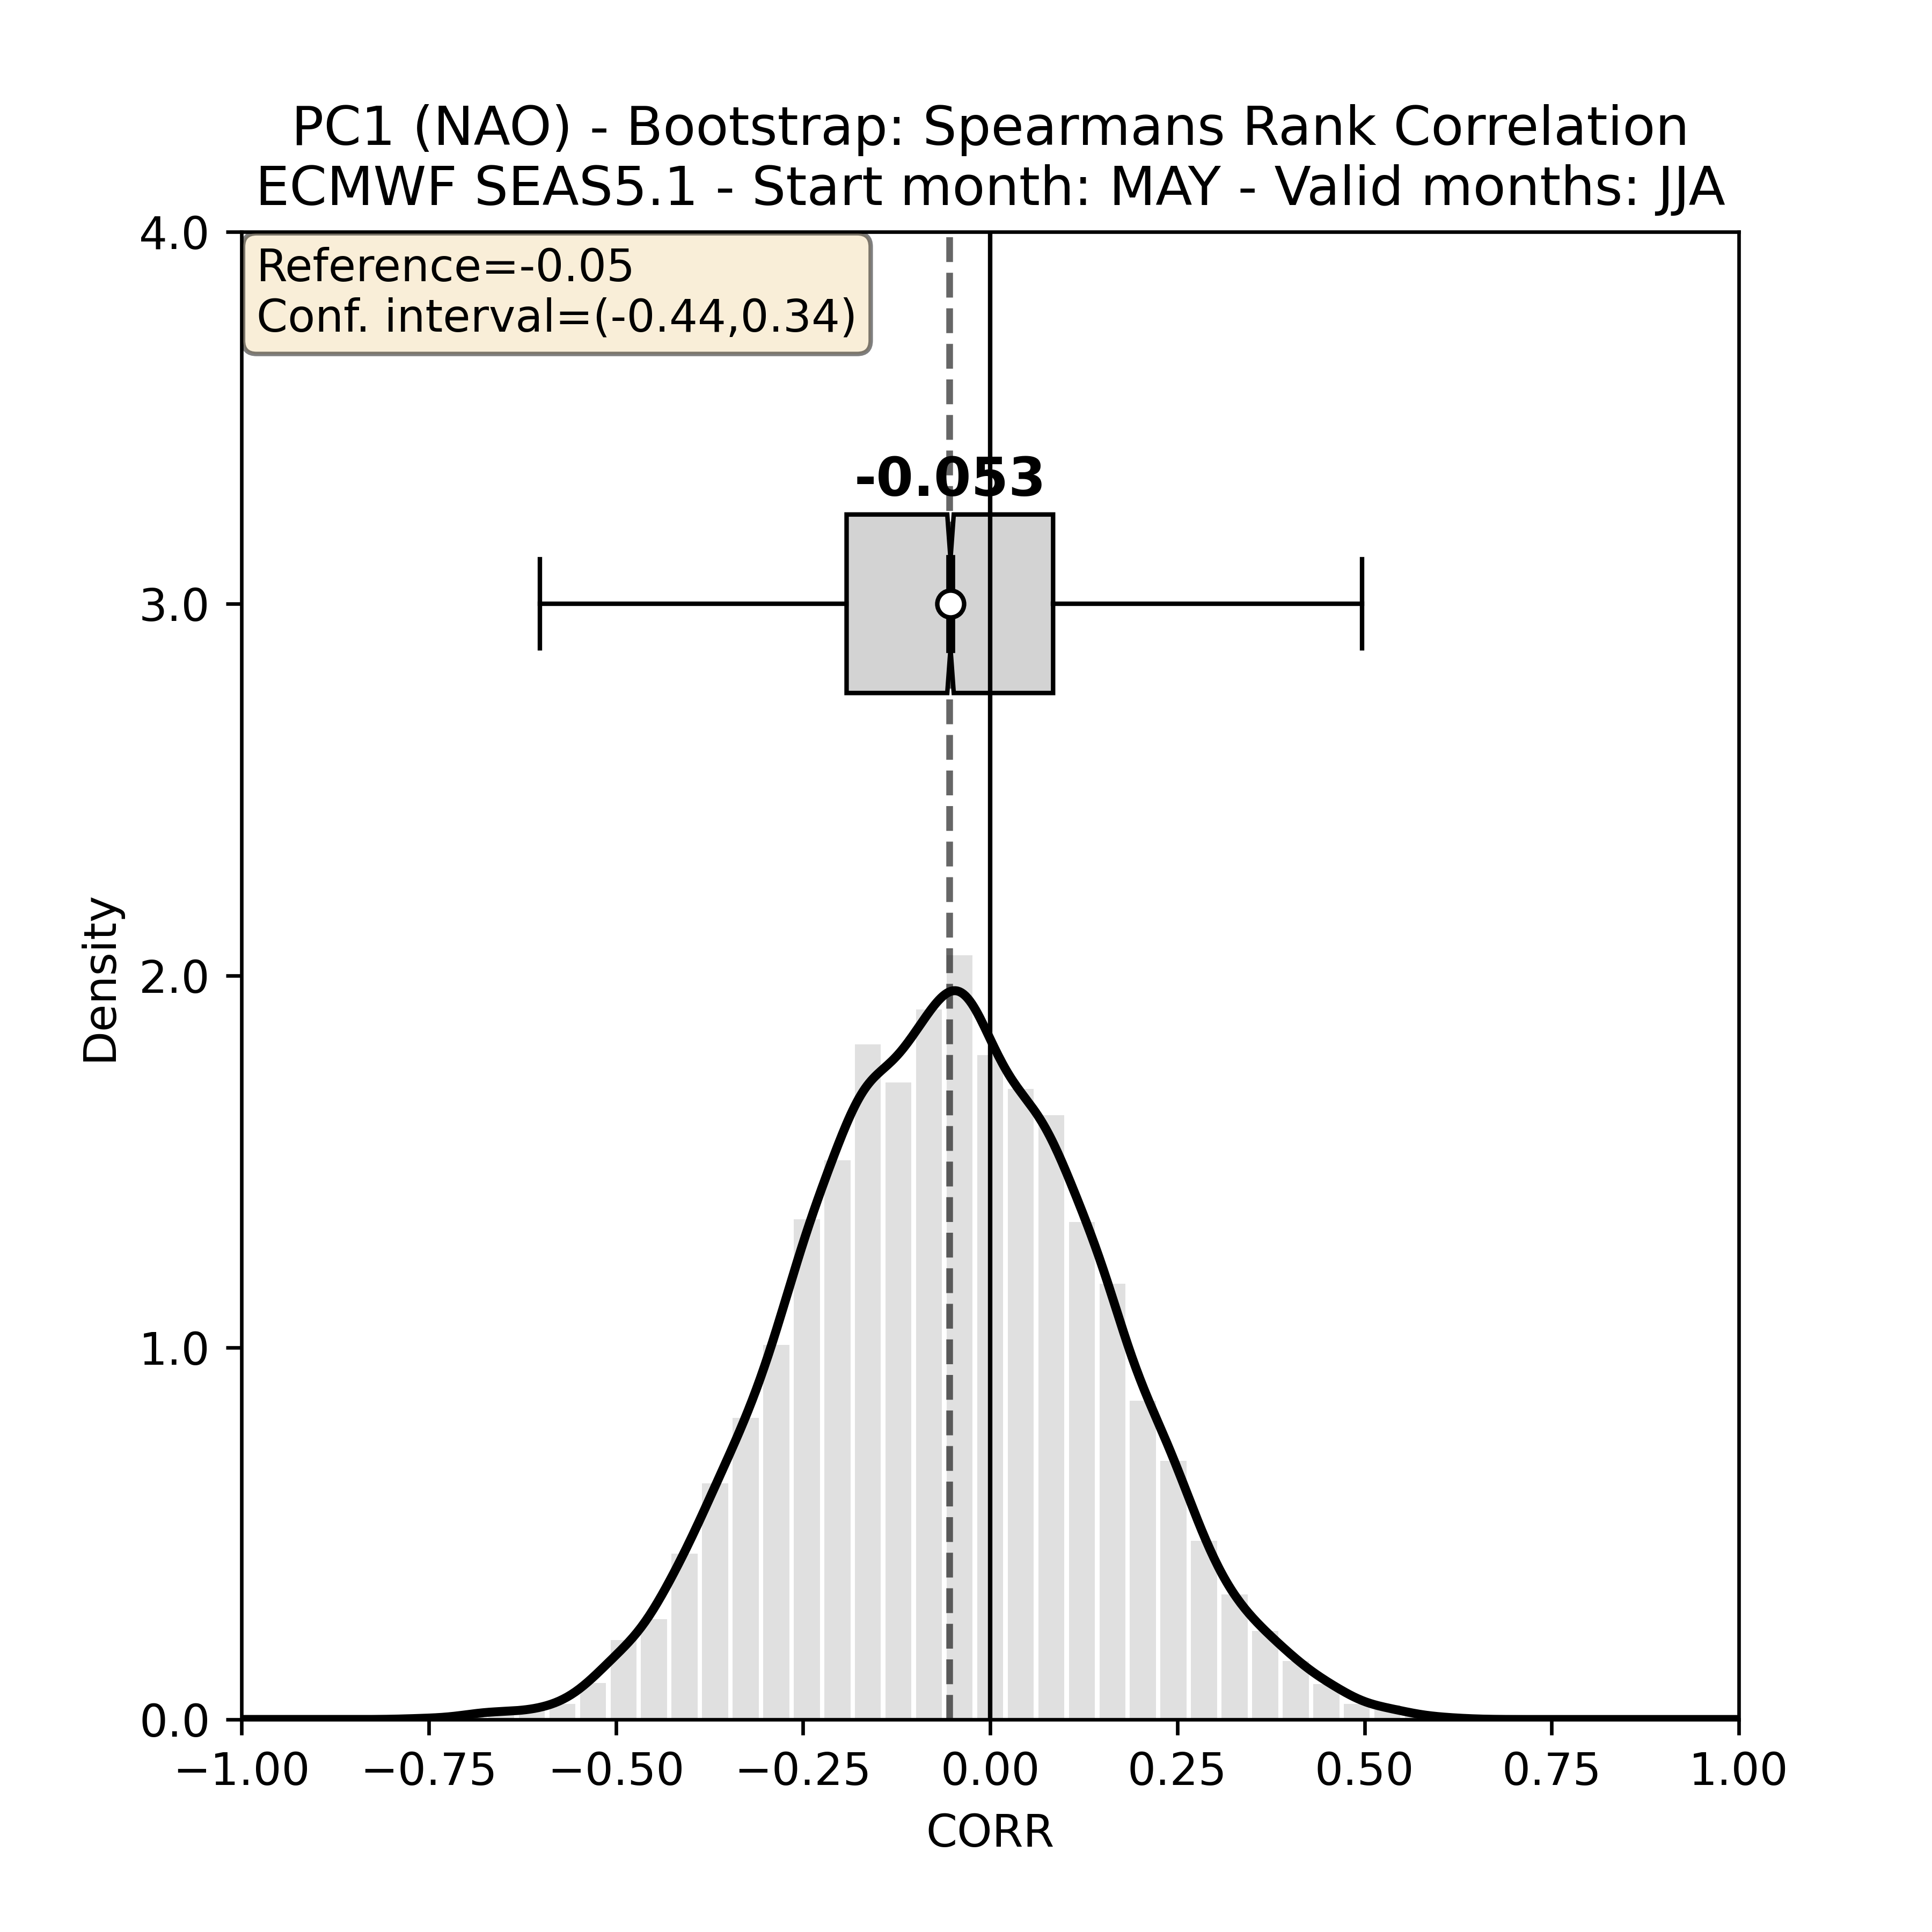 PC1 (NAO) - Bootstrap: Spearmans Rank Correlation
ECMWF SEAS5.1 - Start month: MAY - Valid months: JJA
4.0
Reference=-0.05
Conf. interval=(-0.44,0.34)
-0.053
3.0
Density
2.0
1.0
0.0
−1.00 −0.75 −0.50 −0.25 0.00 0.25 0.50 0.75 1.00
CORR